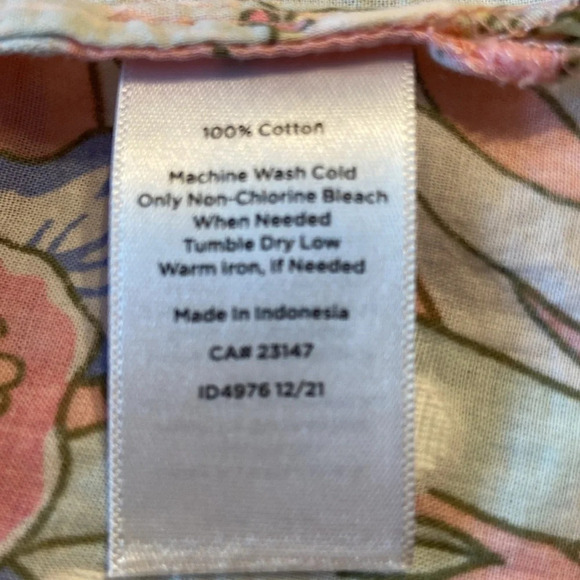 100% Cotton
Machine Wash Cold
Only Non-Chlorine Bleach
When Needed
Tumble Dry Low
Warm Iron, If Needed
Made In Indonesia
CA# 23147
ID4976 12/21